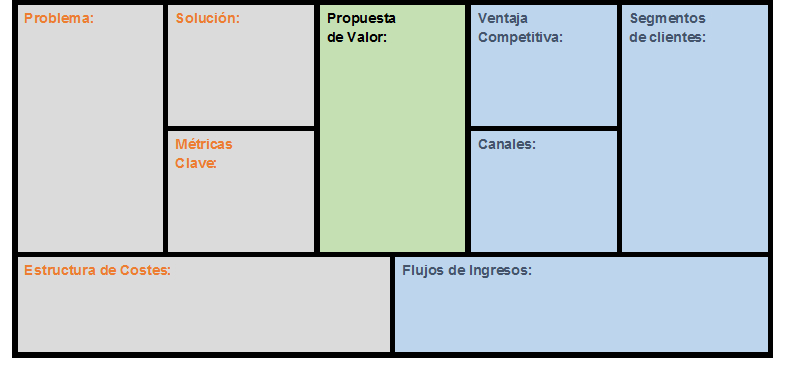 Problema:
Solución:
Propuesta
de Valor:
Ventaja
Competitiva:
Segmentos
de clientes:
Métricas
Clave:
Canales:
Estructura de Costes:
Flujos de Ingresos: